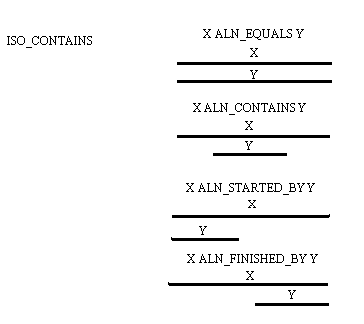 X ALN_EQUALS Y
ISO_CONTAINS
X
Y
X ALN_CONTAINS Y
X
Y
X ALN_STARTED_BY Y
X
Y
X ALN_FINISHED_BY Y
X
Y